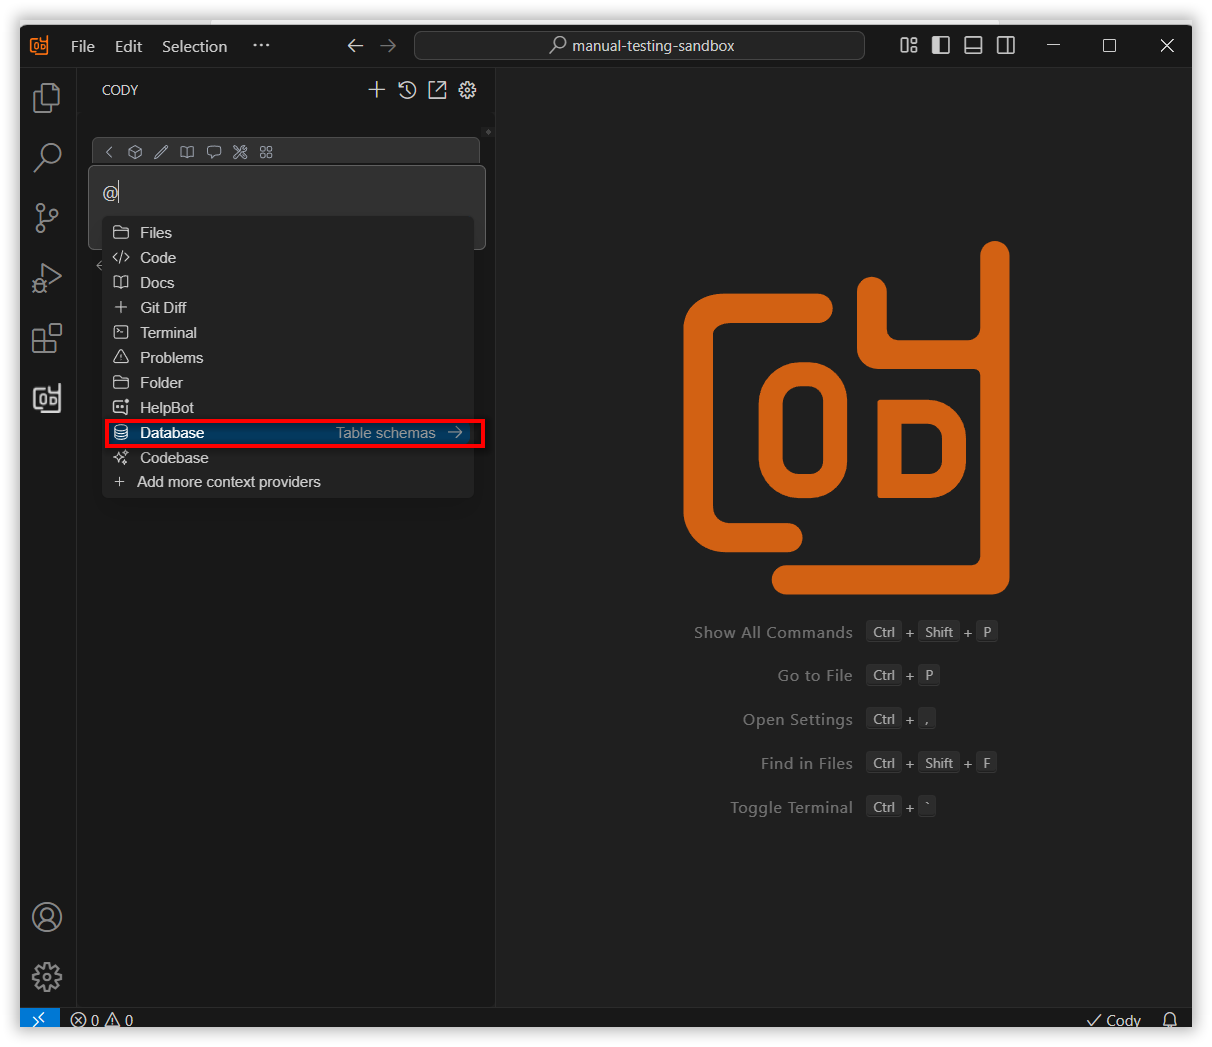 File Edit Selection ··· manual-testing-sandbox
CODY
@
Files
Code
Docs
Git Diff
Terminal
Problems
Folder
HelpBot
Database Table schemas
Codebase
+ Add more context providers
COD
Show All Commands Ctrl + Shift + P
Go to File Ctrl + P
Open Settings Ctrl + ,
Find in Files Ctrl + Shift + F
Toggle Terminal Ctrl + `
0 0 Cody